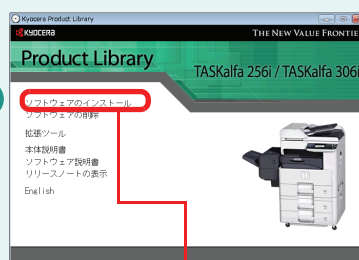 Kyocera Product Library
KYOCERA
THE NEW VALUE FRONTIE
Product Library
TASKalfa 256i / TASKalfa 306i
ソフトウェアのインストール
ソフトウェアの削除
拡張ツール
本体説明書
ソフトウェア説明書
リリースノートの表示
English